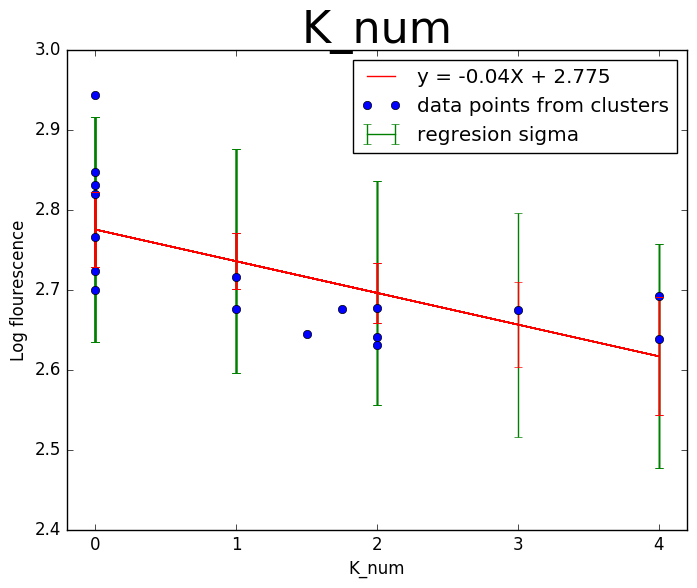 K_num
3.0
2.9
2.8
2.7
2.6
2.5
2.4
Log flourescence
y = -0.04X + 2.775
data points from clusters
regresion sigma
0 1 2 3 4
K_num